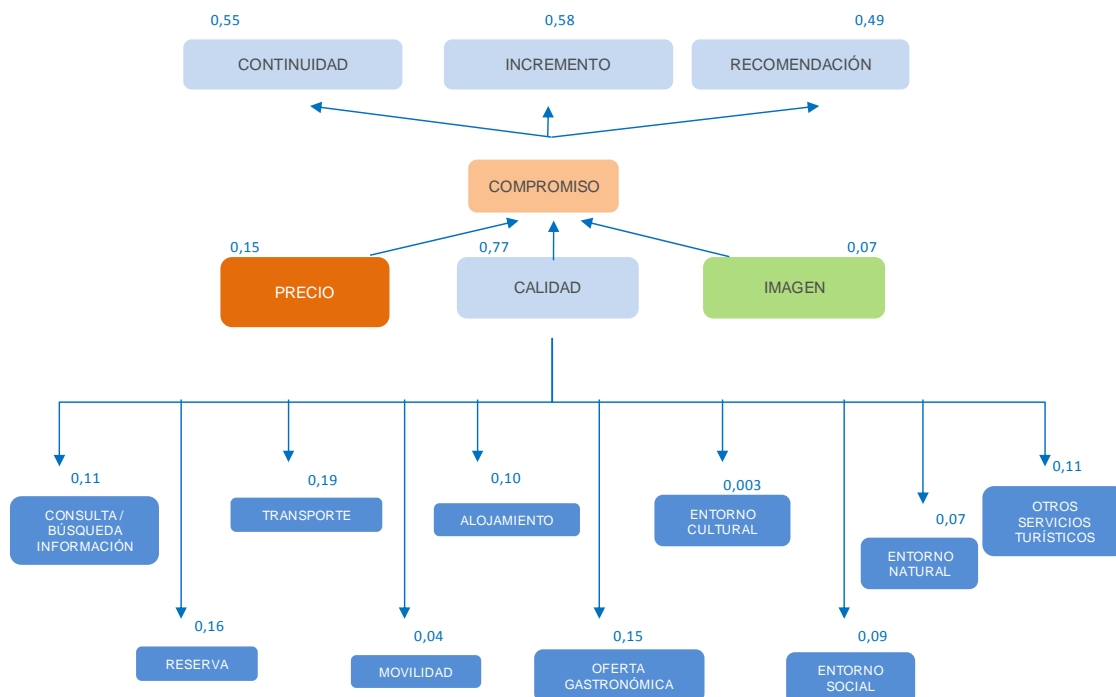 0,55
0,58
0,49
CONTINUIDAD
INCREMENTO
RECOMENDACIÓN
COMPROMISO
0,15
0,77
0,07
PRECIO
CALIDAD
IMAGEN
0,11
CONSULTA /
BÚSQUEDA
INFORMACIÓN
0,19
TRANSPORTE
0,10
ALOJAMIENTO
0,003
ENTORNO
CULTURAL
0,07
ENTORNO
NATURAL
0,11
OTROS
SERVICIOS
TURÍSTICOS
0,16
RESERVA
0,04
MOVILIDAD
0,15
OFERTA
GASTRONÓMICA
0,09
ENTORNO
SOCIAL